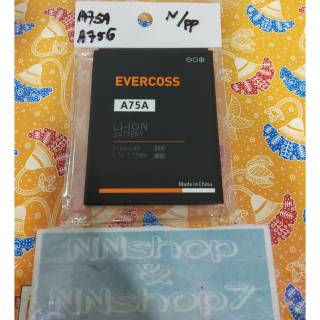 A75A
A75G
N/PP
EVERCOSS
A75A
Li-ION
BATTERY
Made in China
NNshop
&
NNshop7